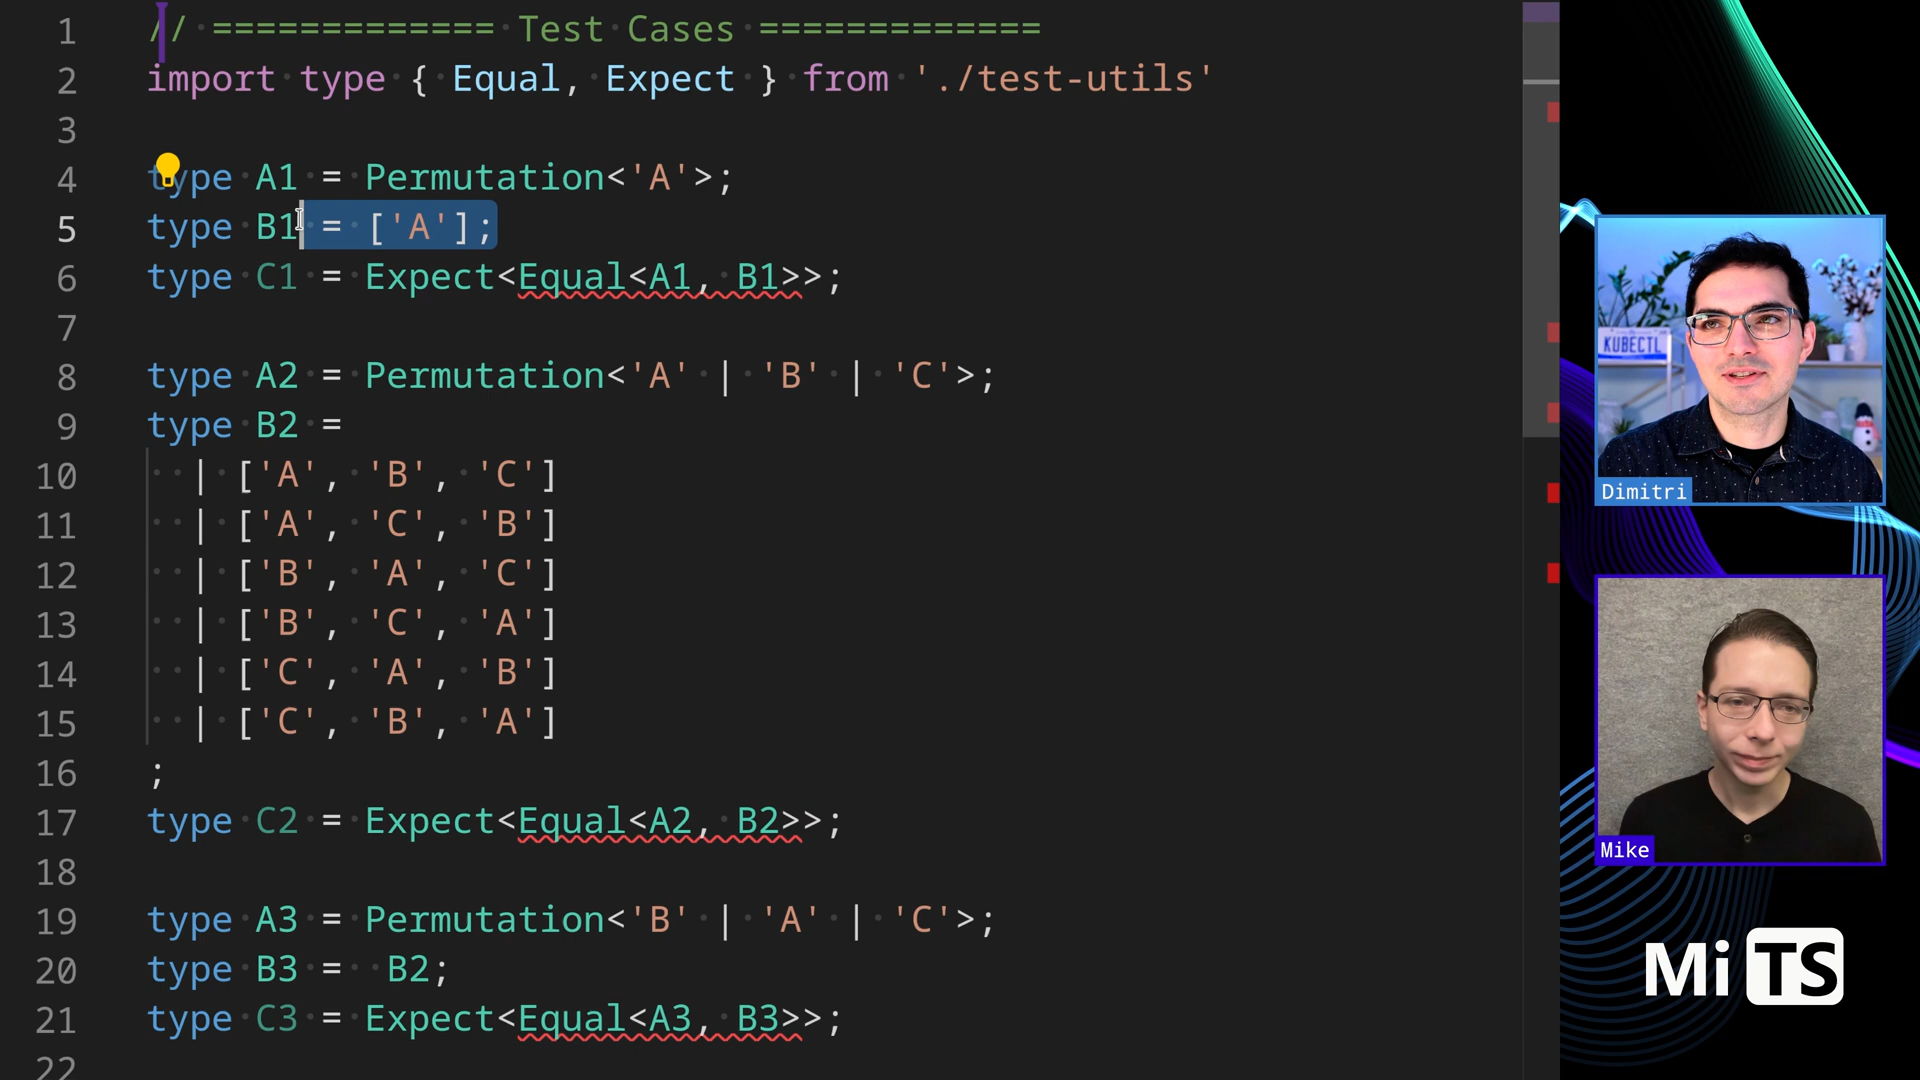 1 // ============= Test Cases =============
2 import type { Equal, Expect } from './test-utils'
3
4 type A1 = Permutation<'A'>;
5 type B1 = ['A'];
6 type C1 = Expect<Equal<A1, B1>>;
7
8 type A2 = Permutation<'A' | 'B' | 'C'>;
9 type B2 =
10   | ['A', 'B', 'C']
11   | ['A', 'C', 'B']
12   | ['B', 'A', 'C']
13   | ['B', 'C', 'A']
14   | ['C', 'A', 'B']
15   | ['C', 'B', 'A']
16 ;
17 type C2 = Expect<Equal<A2, B2>>;
18
19 type A3 = Permutation<'B' | 'A' | 'C'>;
20 type B3 =  B2;
21 type C3 = Expect<Equal<A3, B3>>;
22
KUBECTL
Dimitri
Mike
Mi TS